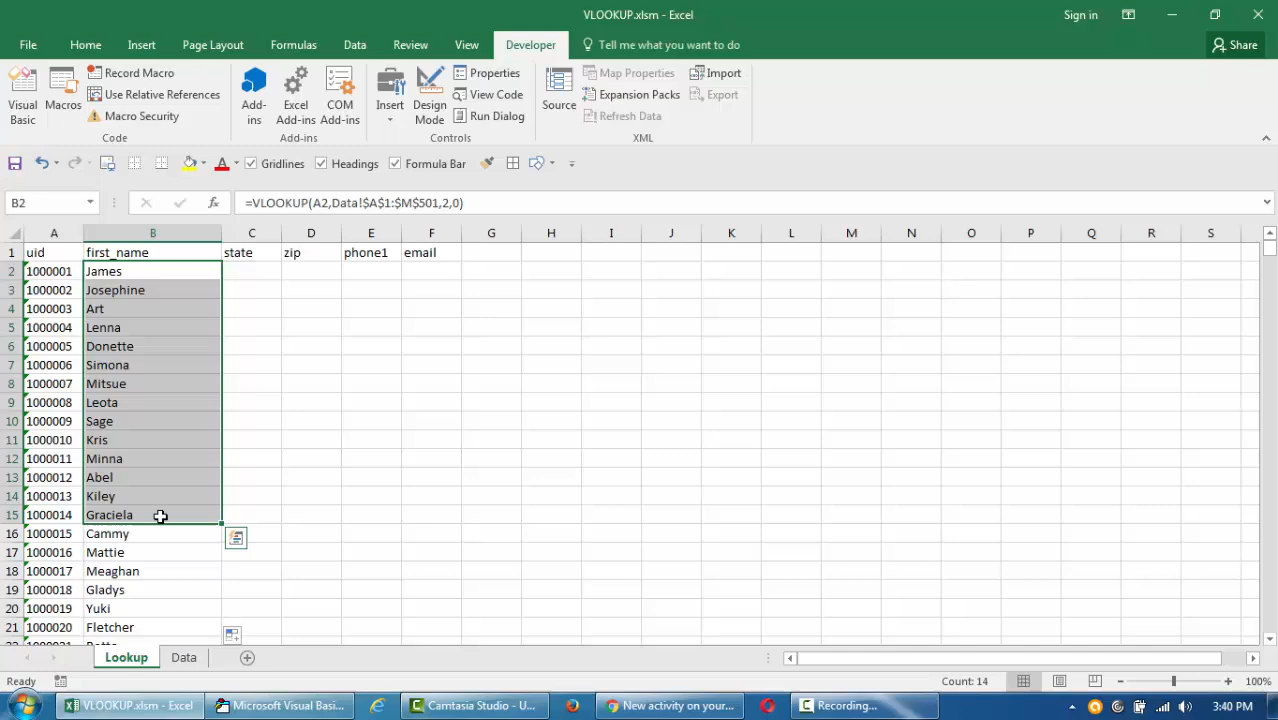 VLOOKUP.xlsm - Excel
Sign in
File Home Insert Page Layout Formulas Data Review View Developer Tell me what you want to do Share
Visual Basic
Macros
Record Macro
Use Relative References
Macro Security
Code
Add-ins
Excel Add-ins
COM Add-ins
Add-ins
Insert
Design Mode
Properties
View Code
Run Dialog
Controls
Source
Map Properties
Expansion Packs
Refresh Data
Import
Export
XML
Gridlines Headings Formula Bar
B2 fx =VLOOKUP(A2,Data!$A$1:$M$501,2,0)
A B C D E F G H I J K L M N O P Q R S
1 uid first_name state zip phone1 email
2 1000001 James
3 1000002 Josephine
4 1000003 Art
5 1000004 Lenna
6 1000005 Donette
7 1000006 Simona
8 1000007 Mitsue
9 1000008 Leota
10 1000009 Sage
11 1000010 Kris
12 1000011 Minna
13 1000012 Abel
14 1000013 Kiley
15 1000014 Graciela
16 1000015 Cammy
17 1000016 Mattie
18 1000017 Meaghan
19 1000018 Gladys
20 1000019 Yuki
21 1000020 Fletcher
Lookup Data
Ready Count: 14 100%
VLOOKUP.xlsm - Excel Microsoft Visual Basi... Camtasia Studio - U... New activity on your... Recording... 3:40 PM